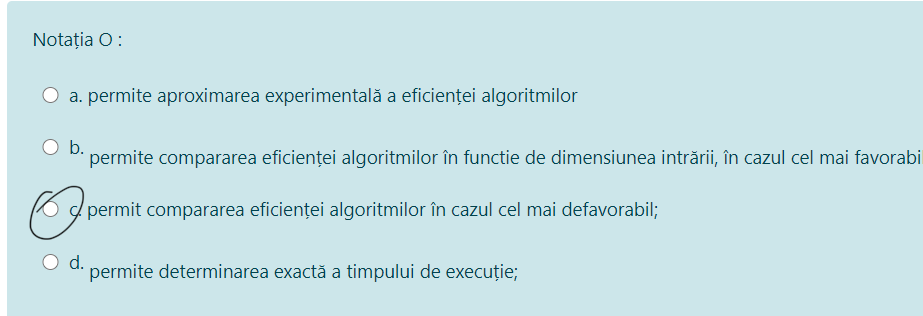 Notația O :
a. permite aproximarea experimentală a eficienței algoritmilor
b. permite compararea eficienței algoritmilor în functie de dimensiunea intrării, în cazul cel mai favorabi
c. permit compararea eficienței algoritmilor în cazul cel mai defavorabil;
d. permite determinarea exactă a timpului de execuție;